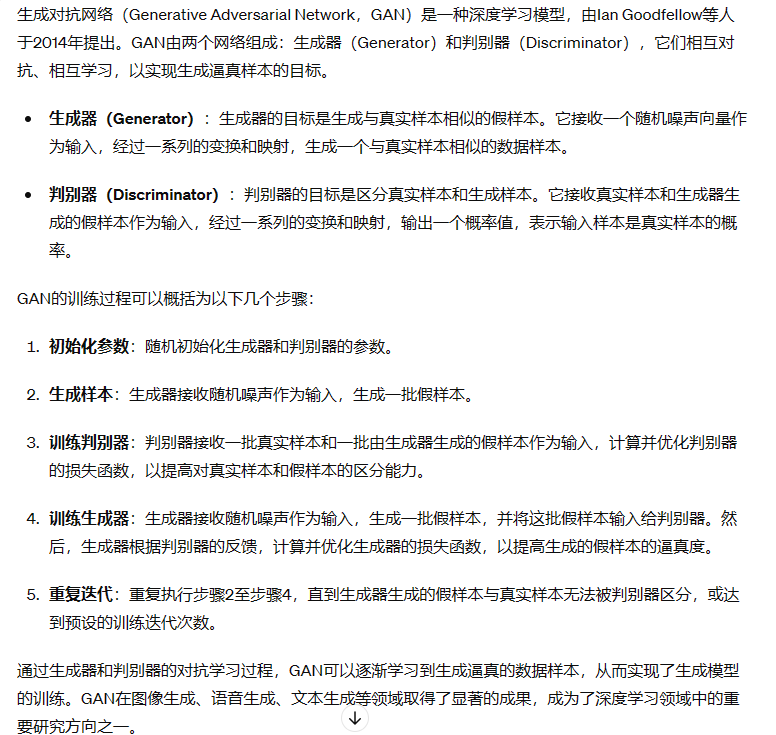 生成对抗网络（Generative Adversarial Network，GAN）是一种深度学习模型，由Ian Goodfellow等人
于2014年提出。GAN由两个网络组成：生成器（Generator）和判别器（Discriminator），它们相互对
抗、相互学习，以实现生成逼真样本的目标。
• 生成器（Generator）：生成器的目标是生成与真实样本相似的假样本。它接收一个随机噪声向量作
为输入，经过一系列的变换和映射，生成一个与真实样本相似的数据样本。
• 判别器（Discriminator）：判别器的目标是区分真实样本和生成样本。它接收真实样本和生成器生
成的假样本作为输入，经过一系列的变换和映射，输出一个概率值，表示输入样本是真实样本的概
率。
GAN的训练过程可以概括为以下几个步骤：
1. 初始化参数：随机初始化生成器和判别器的参数。
2. 生成样本：生成器接收随机噪声作为输入，生成一批假样本。
3. 训练判别器：判别器接收一批真实样本和一批由生成器生成的假样本作为输入，计算并优化判别器
的损失函数，以提高对真实样本和假样本的区分能力。
4. 训练生成器：生成器接收随机噪声作为输入，生成一批假样本，并将这批假样本输入给判别器。然
后，生成器根据判别器的反馈，计算并优化生成器的损失函数，以提高生成的假样本的逼真度。
5. 重复迭代：重复执行步骤2至步骤4，直到生成器生成的假样本与真实样本无法被判别器区分，或达
到预设的训练迭代次数。
通过生成器和判别器的对抗学习过程，GAN可以逐渐学习到生成逼真的数据样本，从而实现了生成模型
的训练。GAN在图像生成、语音生成、文本生成等领域取得了显著的成果，成为了深度学习领域中的重
要研究方向之一。